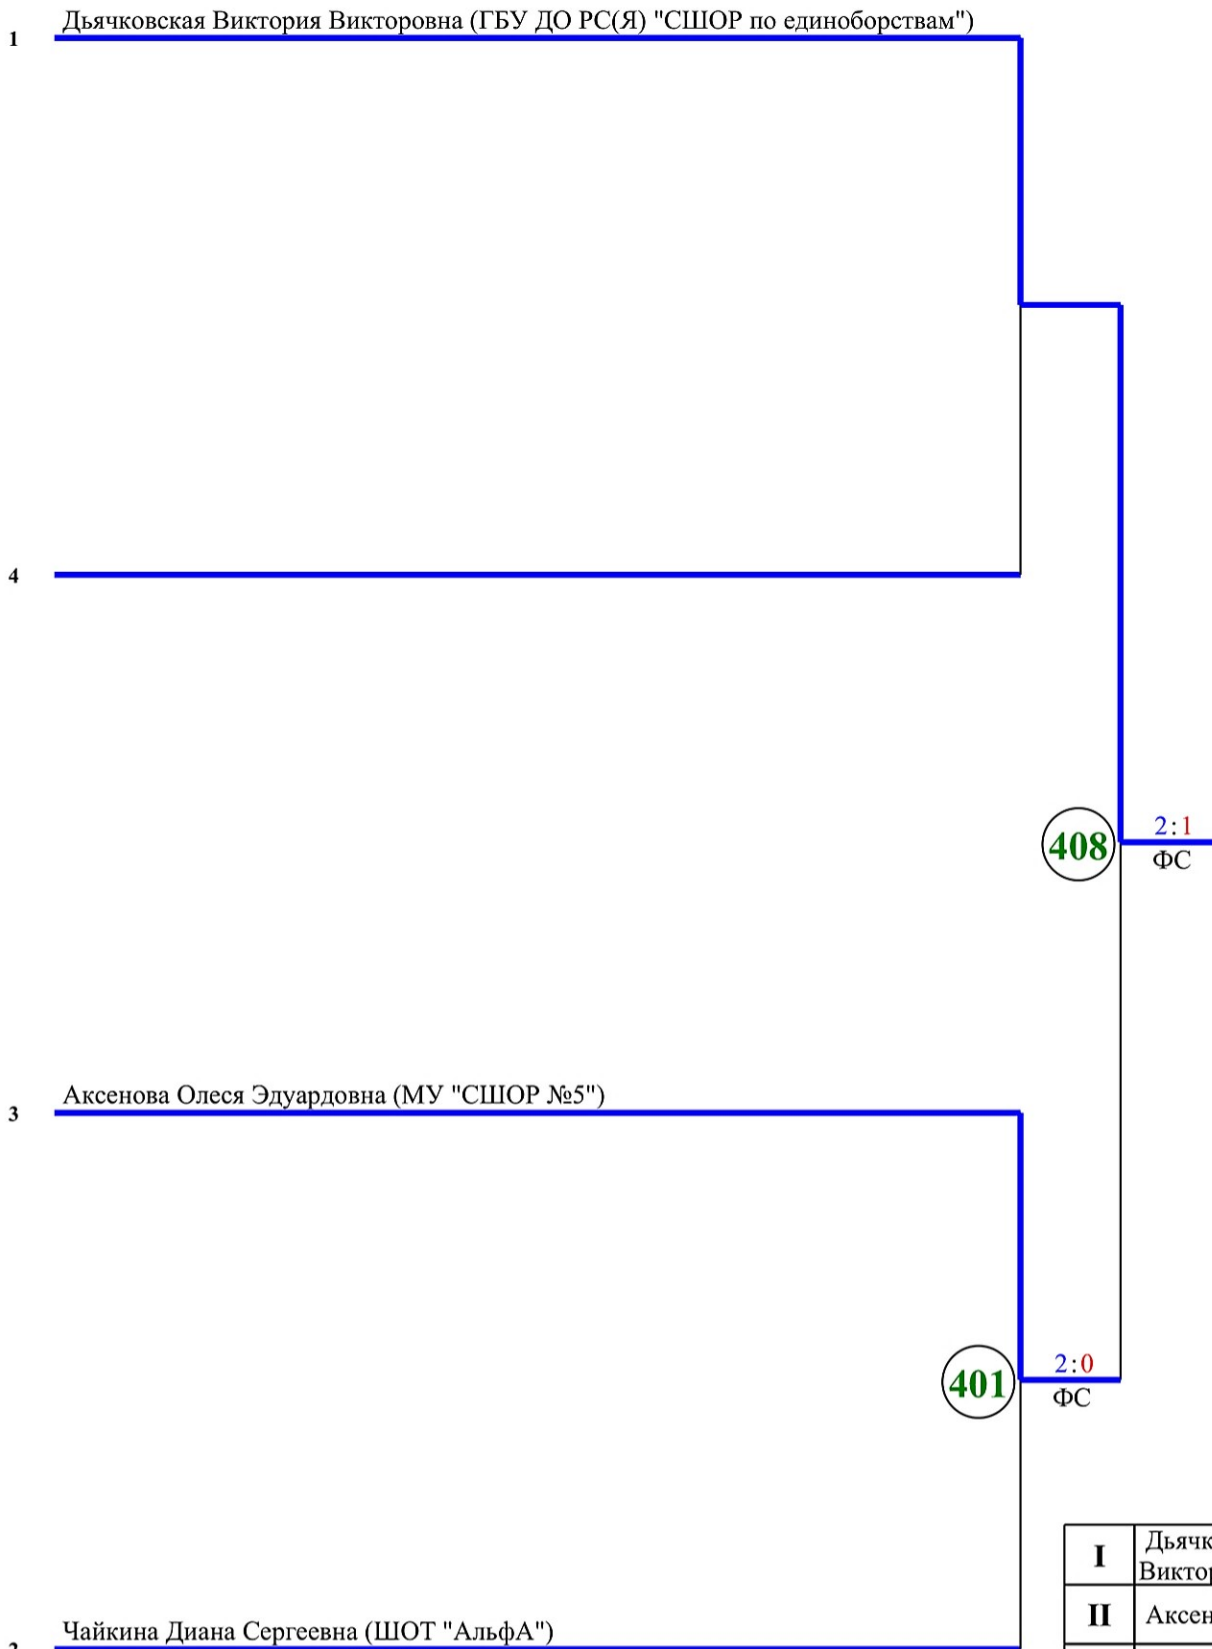 Дьячковская Виктория Викторовна (ГБУ ДО РС(Я) "СШОР по единоборствам")
1
4
408
2:1
ФС
Аксенова Олеся Эдуардовна (МУ "СШОР №5")
3
401
2:0
ФС
I
II
Чайкина Диана Сергеевна (ШОТ "АльфА")